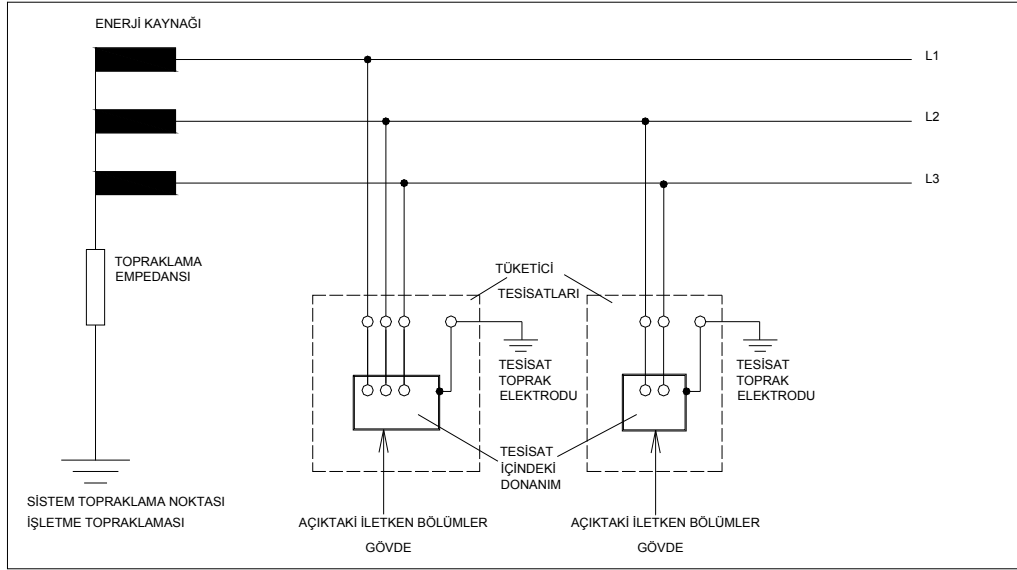 ENERJİ KAYNAĞI
L1
L2
L3
TOPRAKLAMA
EMPEDANSI
TÜKETİCİ
TESİSATLARI
TESİSAT
TOPRAK
ELEKTRODU
TESİSAT
TOPRAK
ELEKTRODU
TESİSAT
İÇİNDEKİ
DONANIM
SİSTEM TOPRAKLAMA NOKTASI
İŞLETME TOPRAKLAMASI
AÇIKTAKİ İLETKEN BÖLÜMLER
GÖVDE
AÇIKTAKİ İLETKEN BÖLÜMLER
GÖVDE